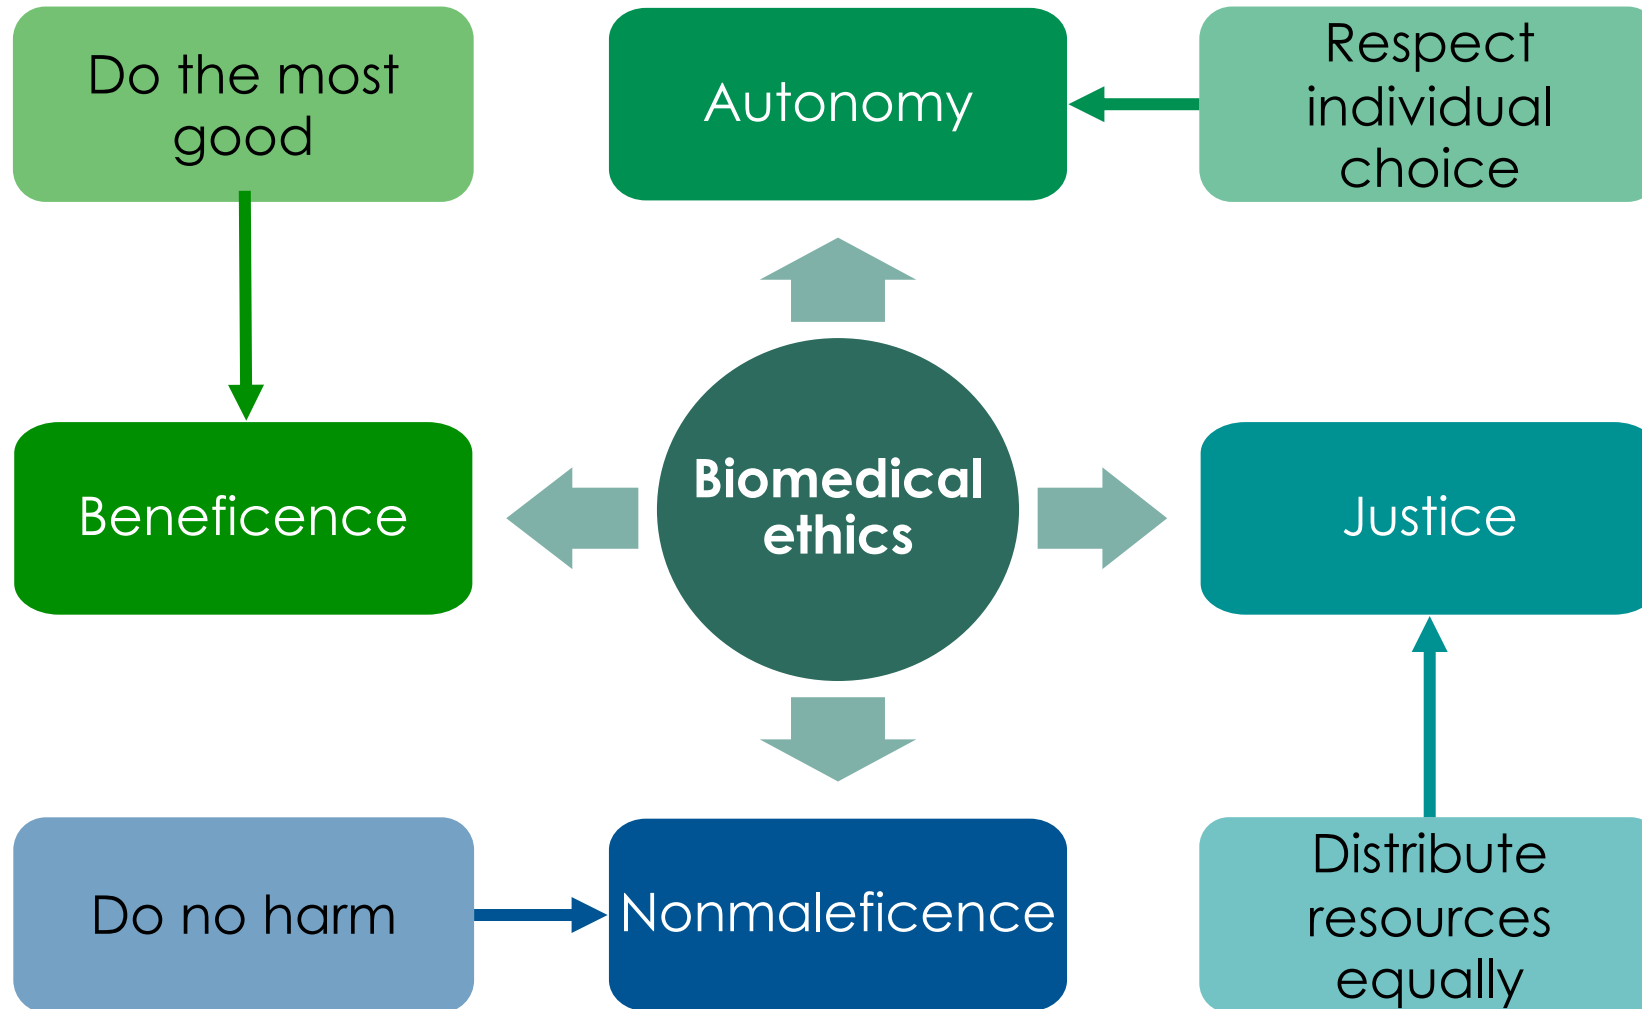 Do the most
good
Autonomy
Respect
individual
choice
Beneficence
Biomedical
ethics
Justice
Do no harm
Nonmaleficence
Distribute
resources
equally